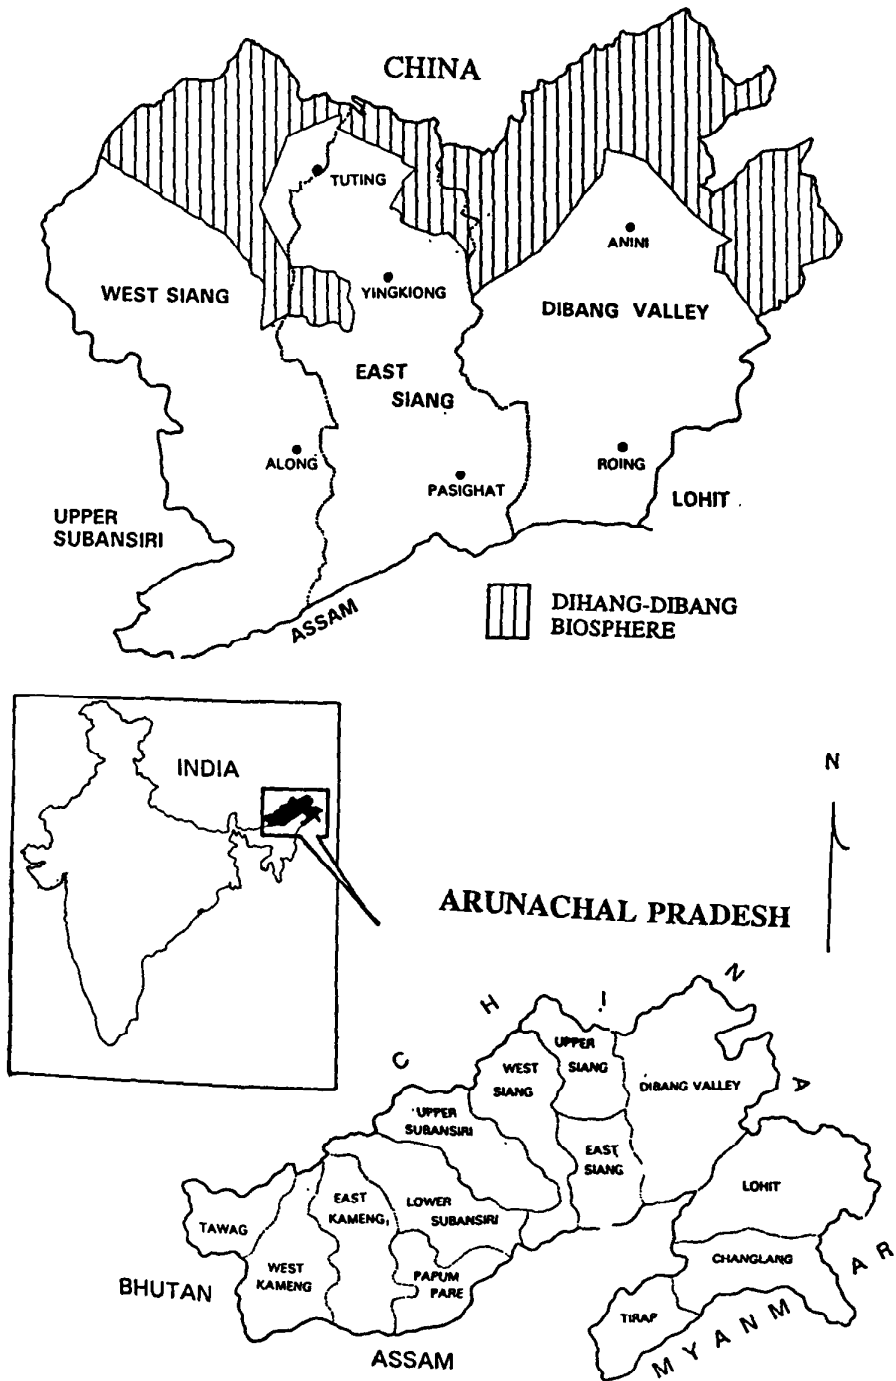 CHINA
TUTING
ANINI
YINGKIONG
WEST SIANG
DIBANG VALLEY
EAST
SIANG
ALONG
ROING
PASIGHAT
LOHIT
UPPER
SUBANSIRI
ASSAM
DIHANG-DIBANG
BIOSPHERE
INDIA
N
ARUNACHAL PRADESH
CHINA
UPPER
SIANG
WEST
SIANG
DIBANG VALLEY
UPPER
SUBANSIRI
EAST
SIANG
LOHIT
EAST
KAMENG
LOWER
SUBANSIRI
TAWAG
WEST
KAMENG
PAPUM
PARE
CHANGLANG
BHUTAN
TIRAP
MYANMAR
ASSAM